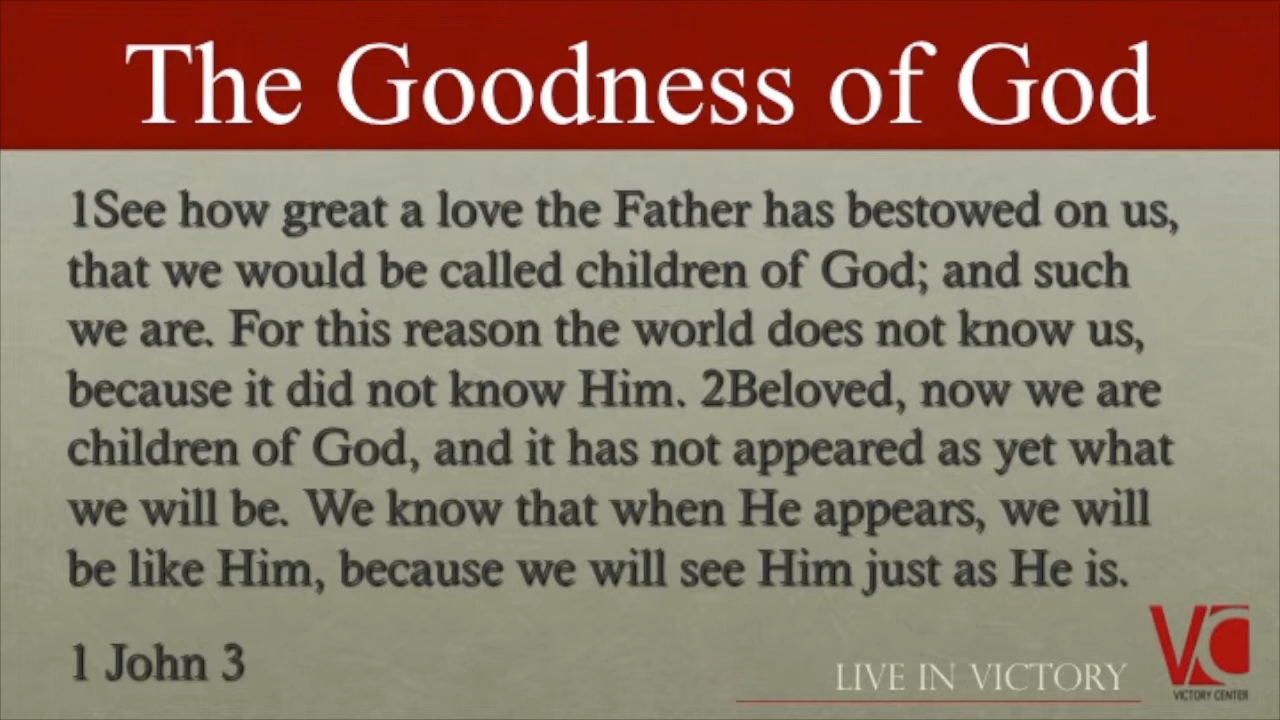 The Goodness of God
1See how great a love the Father has bestowed on us,
that we would be called children of God; and such
we are. For this reason the world does not know us,
because it did not know Him. 2Beloved, now we are
children of God, and it has not appeared as yet what
we will be. We know that when He appears, we will
be like Him, because we will see Him just as He is.
1 John 3
LIVE IN VICTORY
VC
VICTORY CENTER